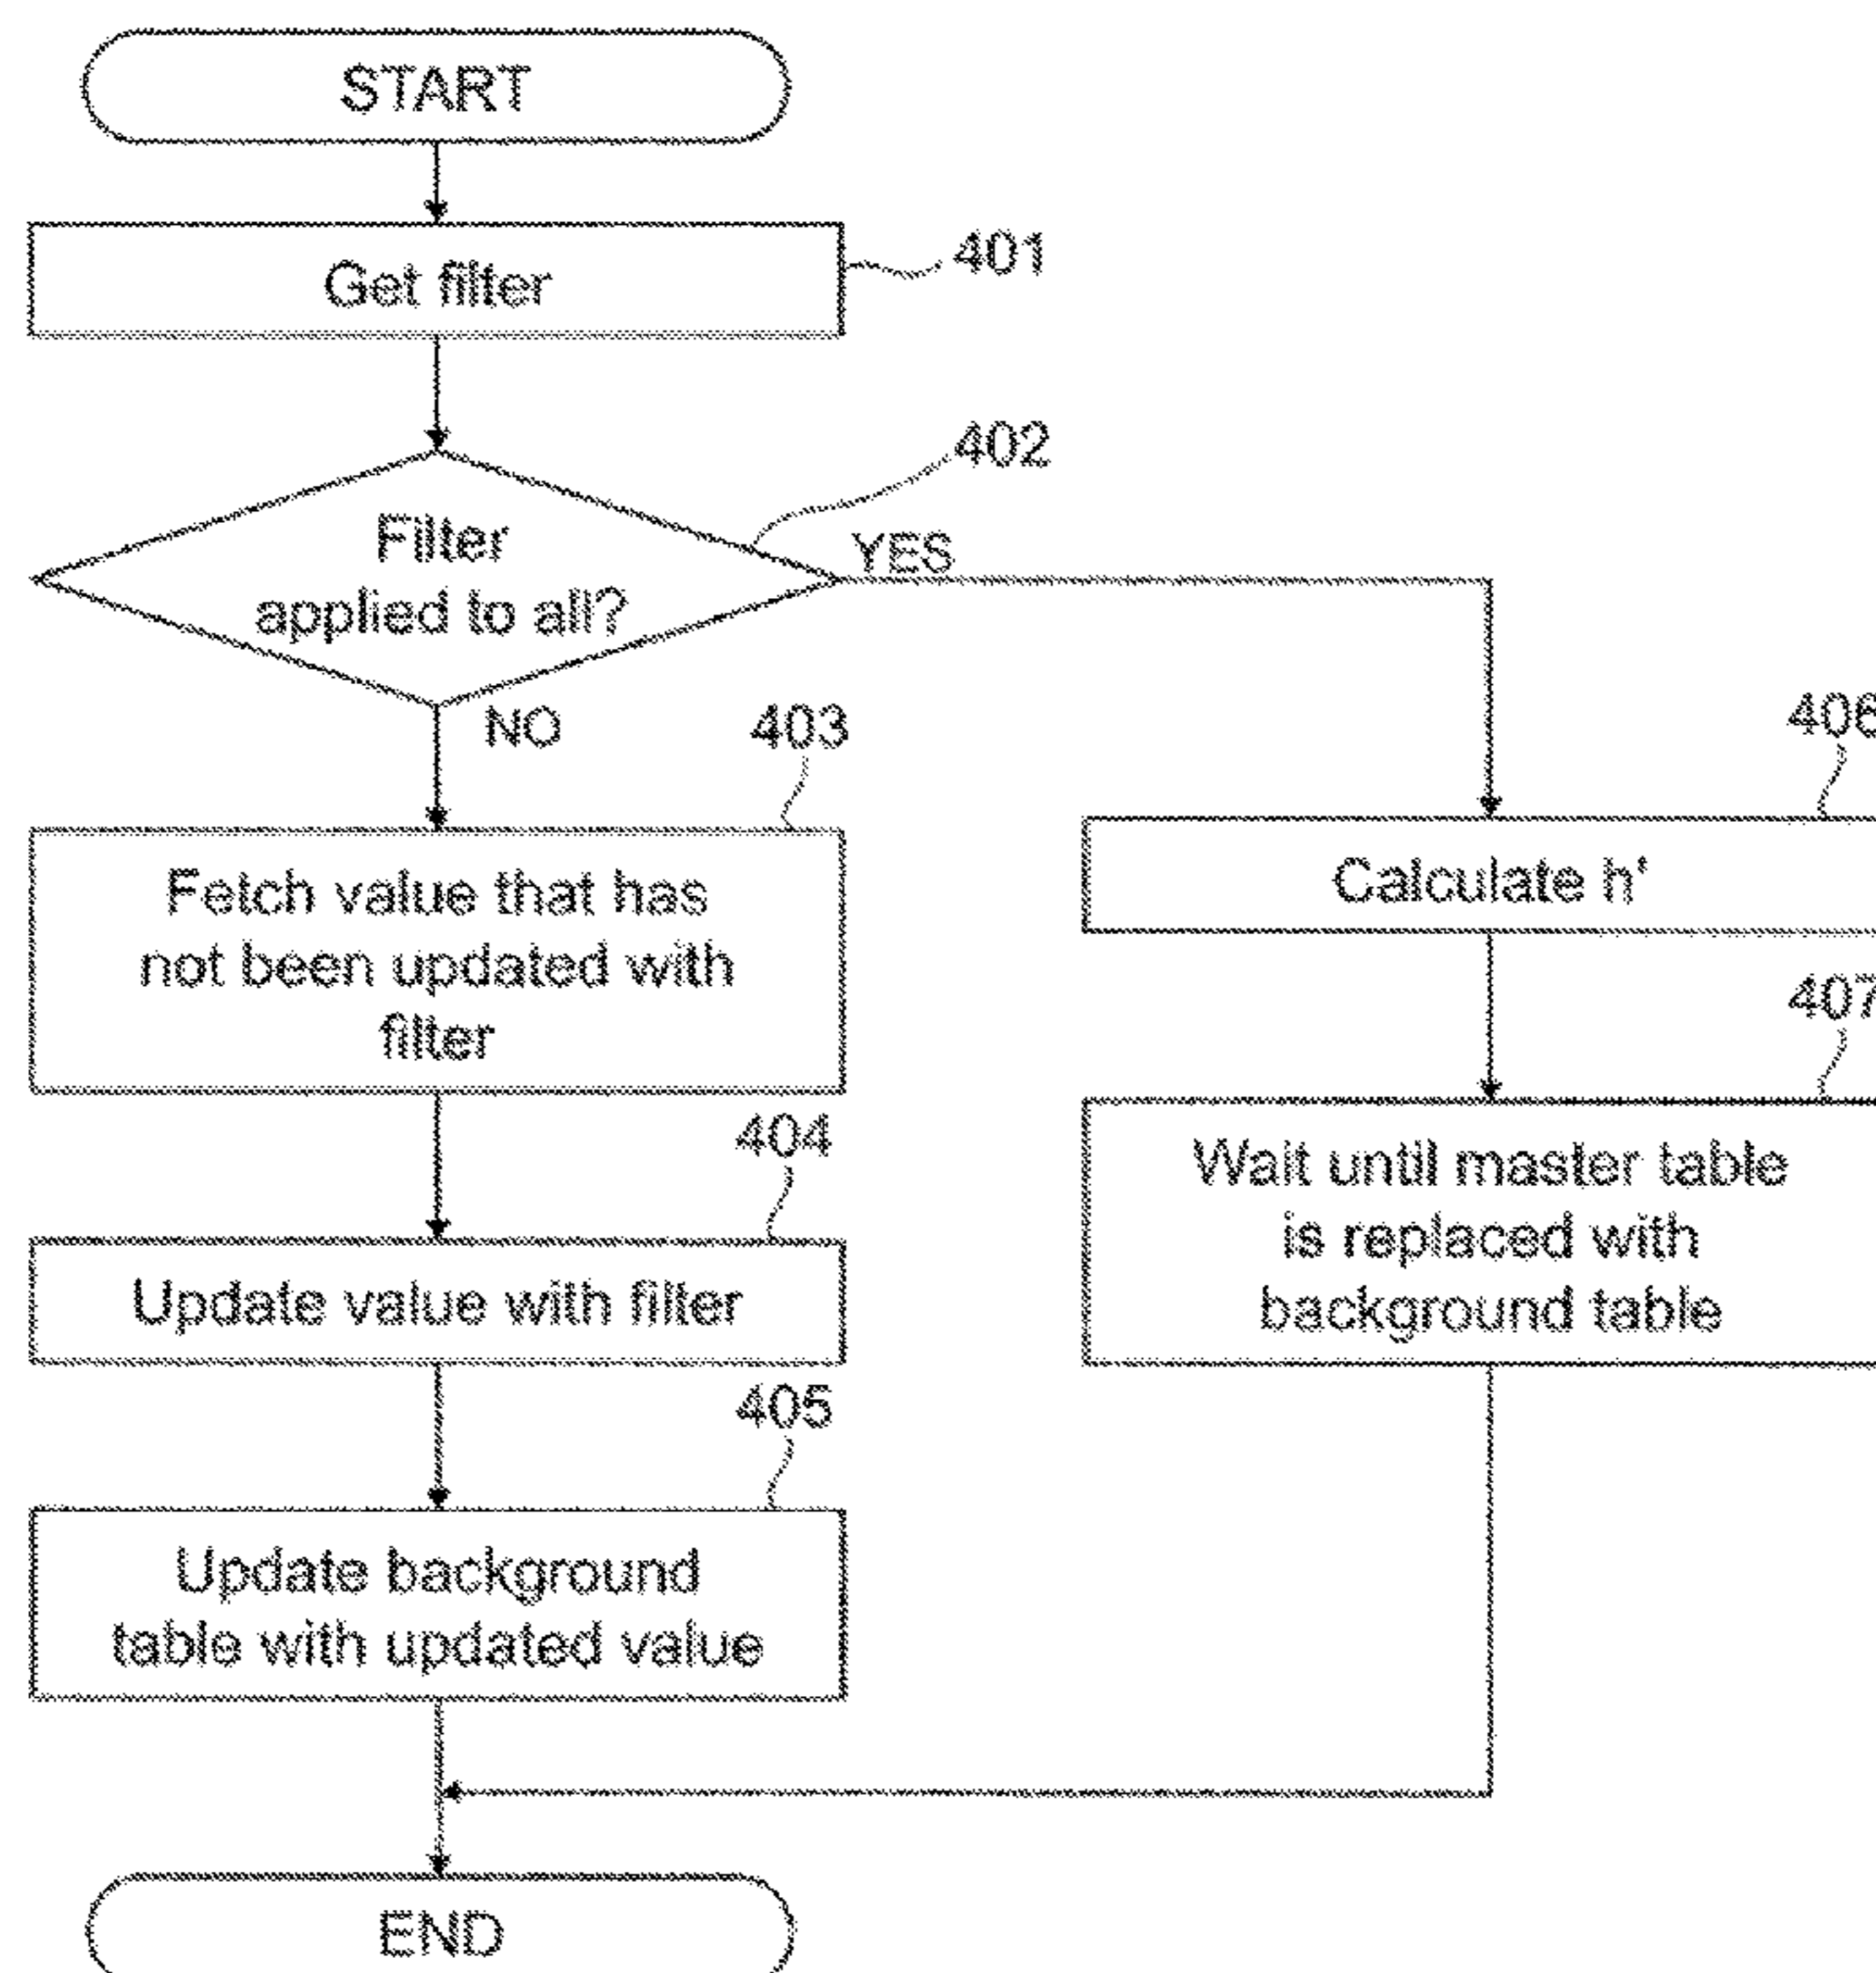 START
Get filter
401
402
Filter
applied to all?
YES
NO
403
Fetch value that has
not been updated with
filter
404
Update value with filter
405
Update background
table with updated value
406
Calculate h'
407
Wait until master table
is replaced with
background table
END